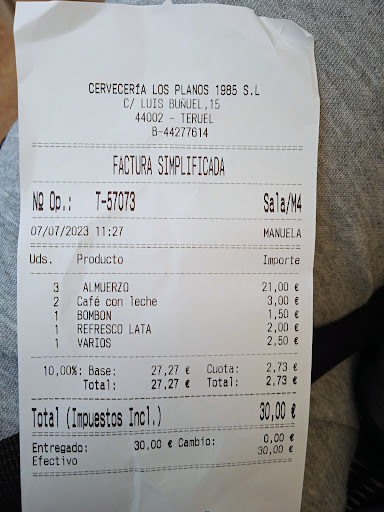 CERVECERÍA LOS PLANOS 1985 S.L
C/ LUIS BUÑUEL,15
44002 - TERUEL
B-44277614
FACTURA SIMPLIFICADA
Nº Op.: T-57073 Sala/M4
07/07/2023 11:27 MANUELA
Uds. Producto Importe
3 ALMUERZO 21,00 €
2 Café con leche 3,00 €
1 BOMBON 1,50 €
1 REFRESCO LATA 2,00 €
1 VARIOS 2,50 €
10,00%: Base: 27,27 € Cuota: 2,73 €
Total: 27,27 € Total: 2,73 €
Total (Impuestos Incl.) 30,00 €
Entregado: 30,00 € Cambio: 0,00 €
Efectivo 30,00 €